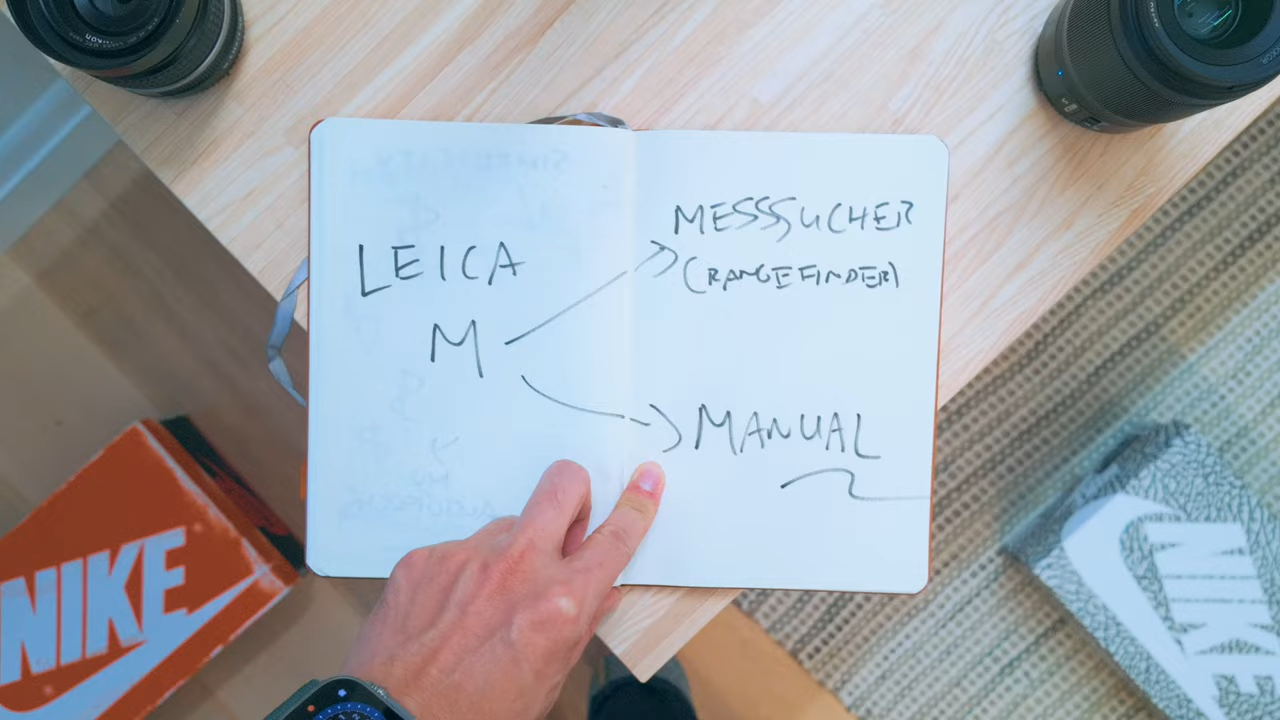 LEICA
M
MESSSUCHER
(RANGEFINDER)
MANUAL
NIKE
NIKE